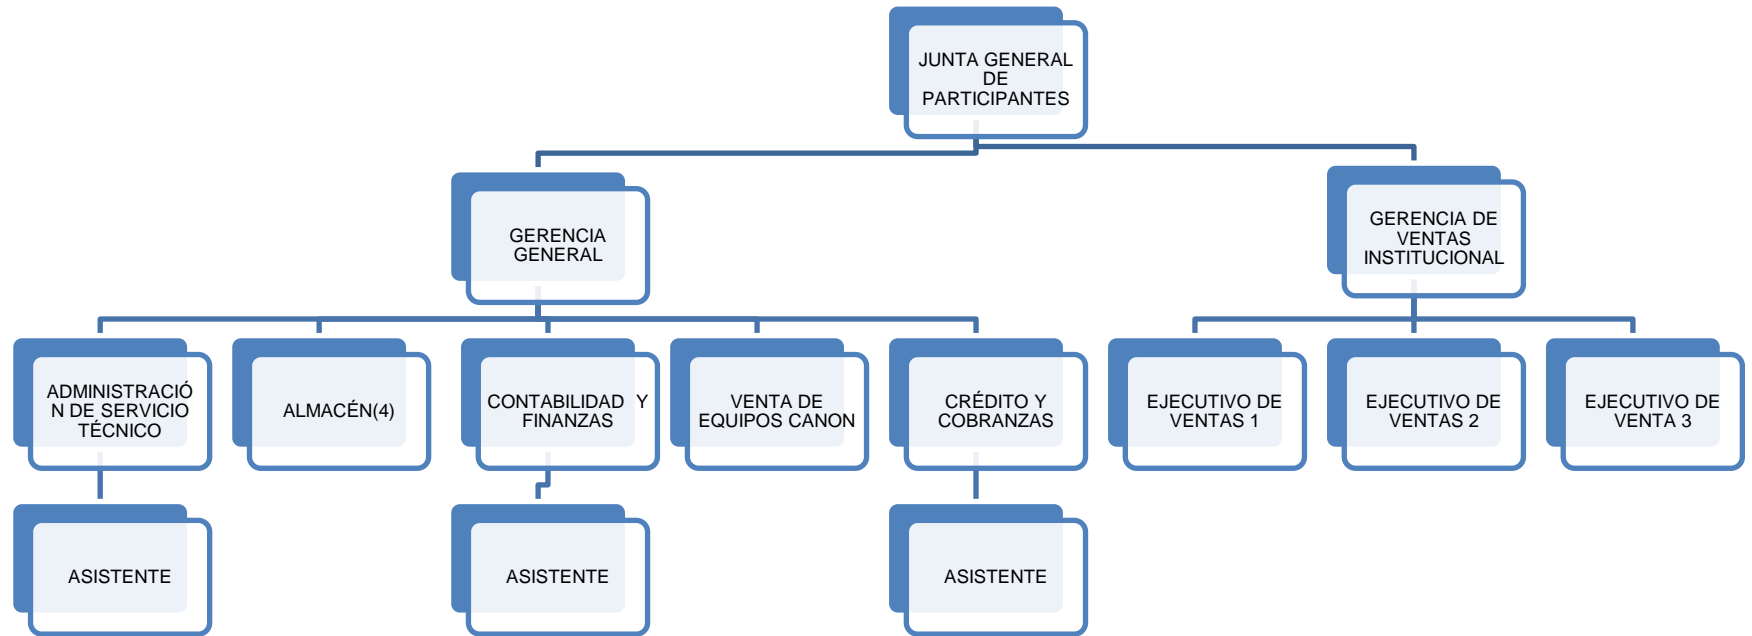 JUNTA GENERAL
DE
PARTICIPANTES
GERENCIA
GENERAL
GERENCIA DE
VENTAS
INSTITUCIONAL
ADMINISTRACIÓ
N DE SERVICIO
TÉCNICO
ALMACÉN(4)
CONTABILIDAD Y
FINANZAS
VENTA DE
EQUIPOS CANON
CRÉDITO Y
COBRANZAS
EJECUTIVO DE
VENTAS 1
EJECUTIVO DE
VENTAS 2
EJECUTIVO DE
VENTA 3
ASISTENTE
ASISTENTE
ASISTENTE